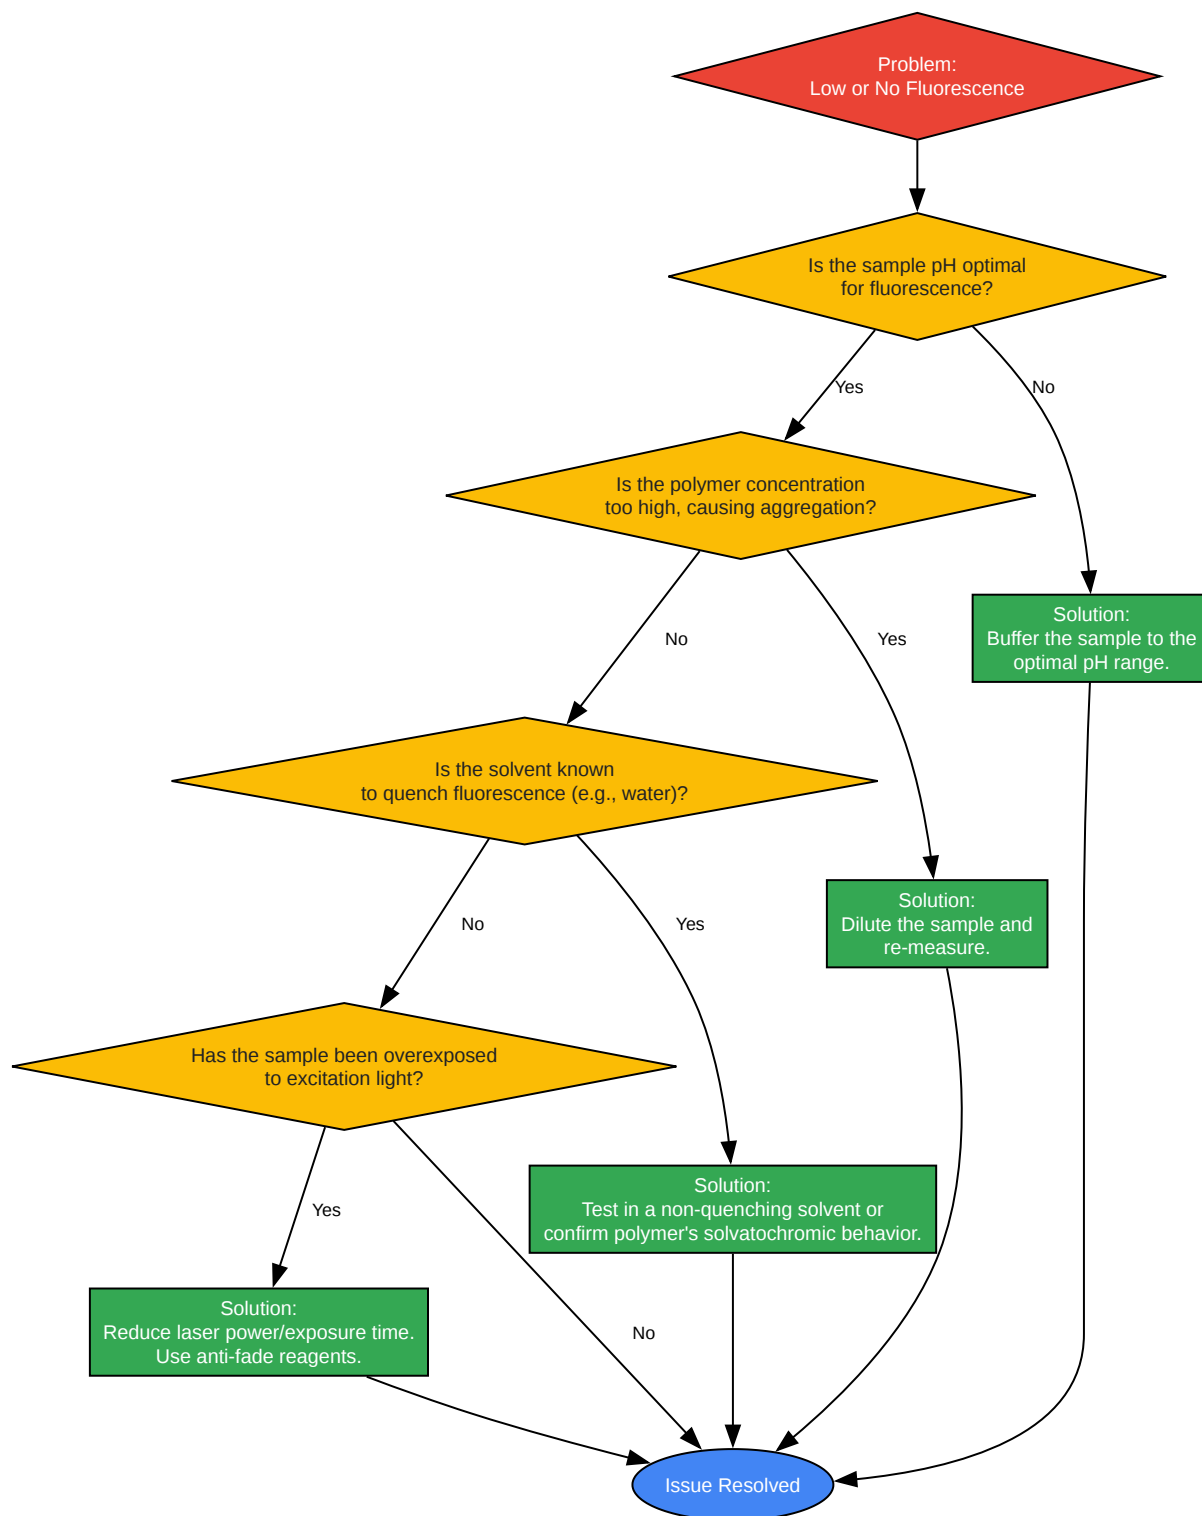 Problem:
Low or No Fluorescence
Is the sample pH optimal
for fluorescence?
Yes
No
Is the polymer concentration
too high, causing aggregation?
Solution:
Buffer the sample to the
optimal pH range.
No
Yes
Is the solvent known
to quench fluorescence (e.g., water)?
Solution:
Dilute the sample and
re-measure.
No
Yes
Has the sample been overexposed
to excitation light?
Solution:
Test in a non-quenching solvent or
confirm polymer's solvatochromic behavior.
Yes
Solution:
Reduce laser power/exposure time.
Use anti-fade reagents.
No
Issue Resolved